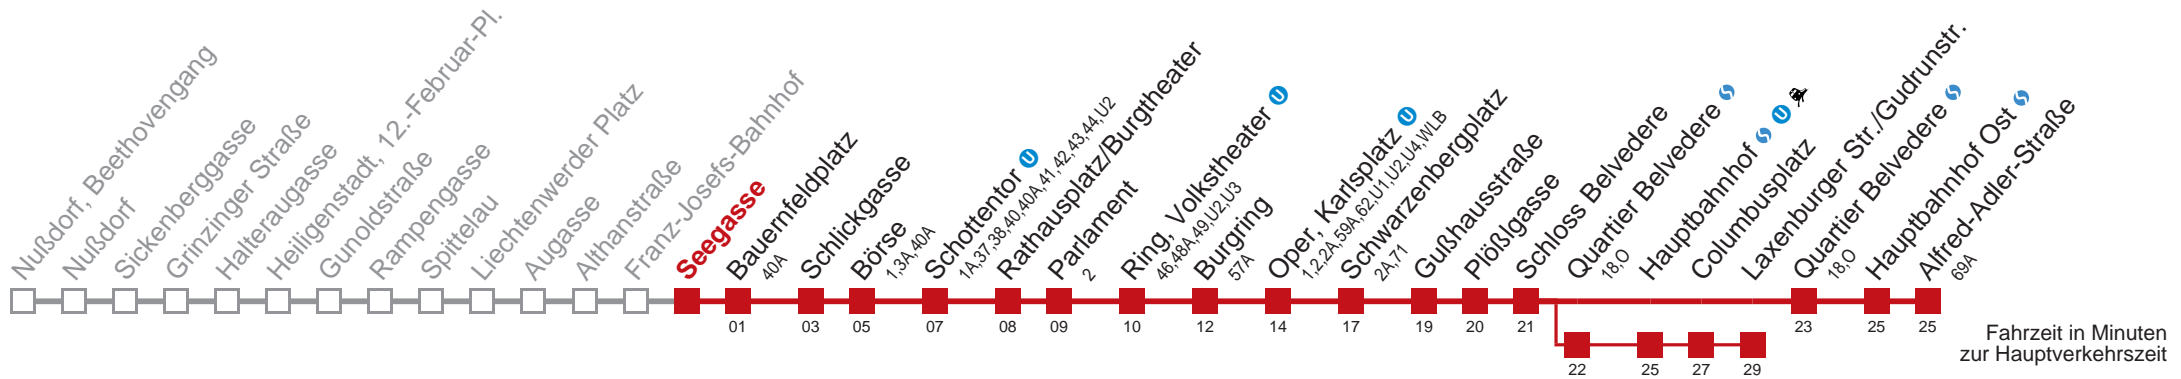 Nußdorf, Beethovengang
Nußdorf
Sickenberggasse
Grinzinger Straße
Halteraugasse
Heiligenstadt, 12.-Februar-Pl.
Gunoldstraße
Rampengasse
Spittelau
Liechtenwerder Platz
Augasse
Althanstraße
Franz-Josefs-Bahnhof
Seegasse
Bauernfeldplatz
40A
Schlickgasse
Börse
1,3A,40A
Schottentor U
1A,37,38,40,40A,41,42,43,44,U2
Rathausplatz/Burgtheater
Parlament
2
Ring, Volkstheater U
46,48A,49,U2,U3
Burgring
57A
Oper, Karlsplatz U
1,2,2A,59A,62,U1,U2,U4,WLB
Schwarzenbergplatz
2A,71
Gußhausstraße
Plößlgasse
Schloss Belvedere
Quartier Belvedere S
18,O
Hauptbahnhof S U
Columbusplatz
Laxenburger Str./Gudrunstr.
Quartier Belvedere S
18,O
Hauptbahnhof Ost S
Alfred-Adler-Straße
69A
01 03 05 07 08 09 10 12 14 17 19 20 21 23 25 25
22 25 27 29
Fahrzeit in Minuten
zur Hauptverkehrszeit